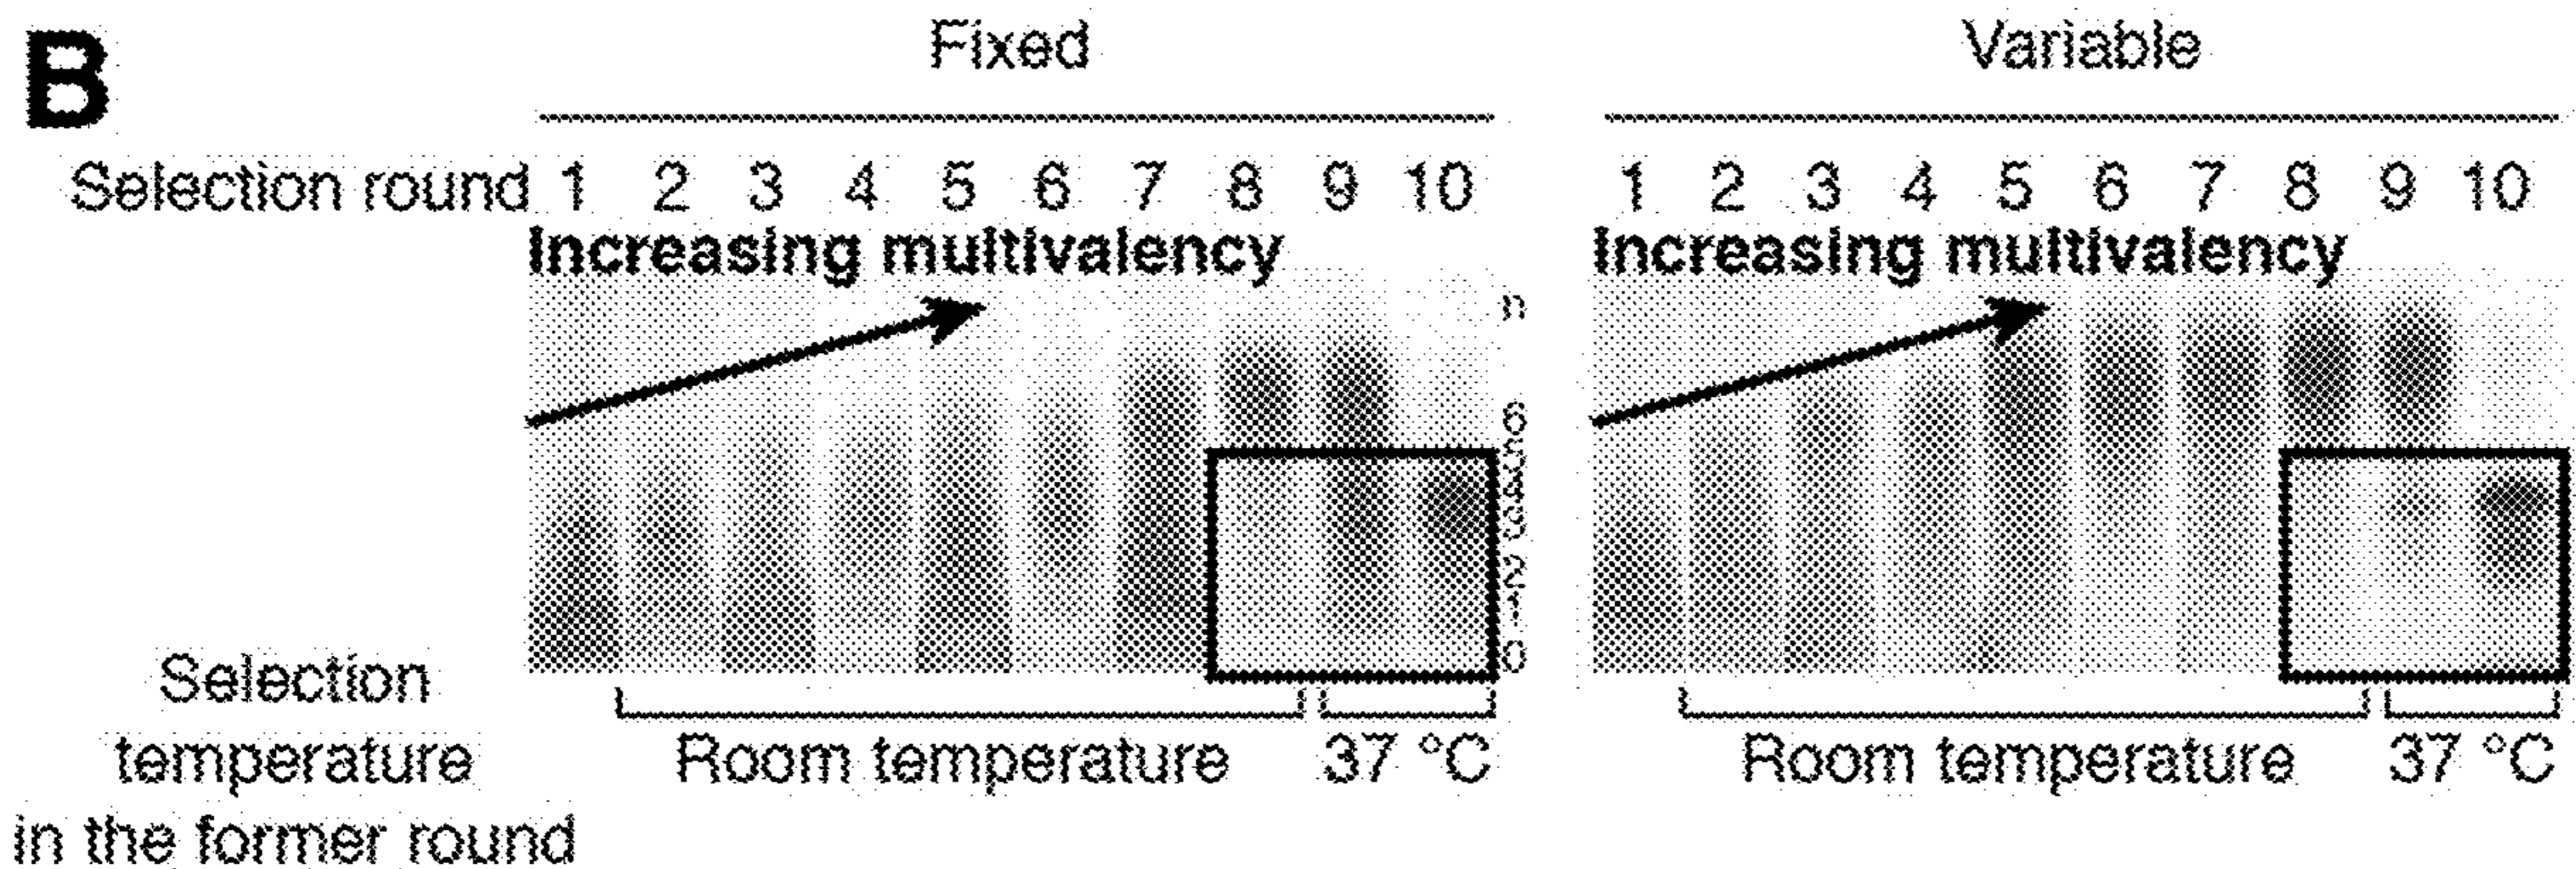 B
Fixed Variable
Selection round 1 2 3 4 5 6 7 8 9 10 1 2 3 4 5 6 7 8 9 10
Increasing multivalency Increasing multivalency
n
6
5
4
3
2
1
0
Selection
temperature
in the former round
Room temperature 37 °C Room temperature 37 °C